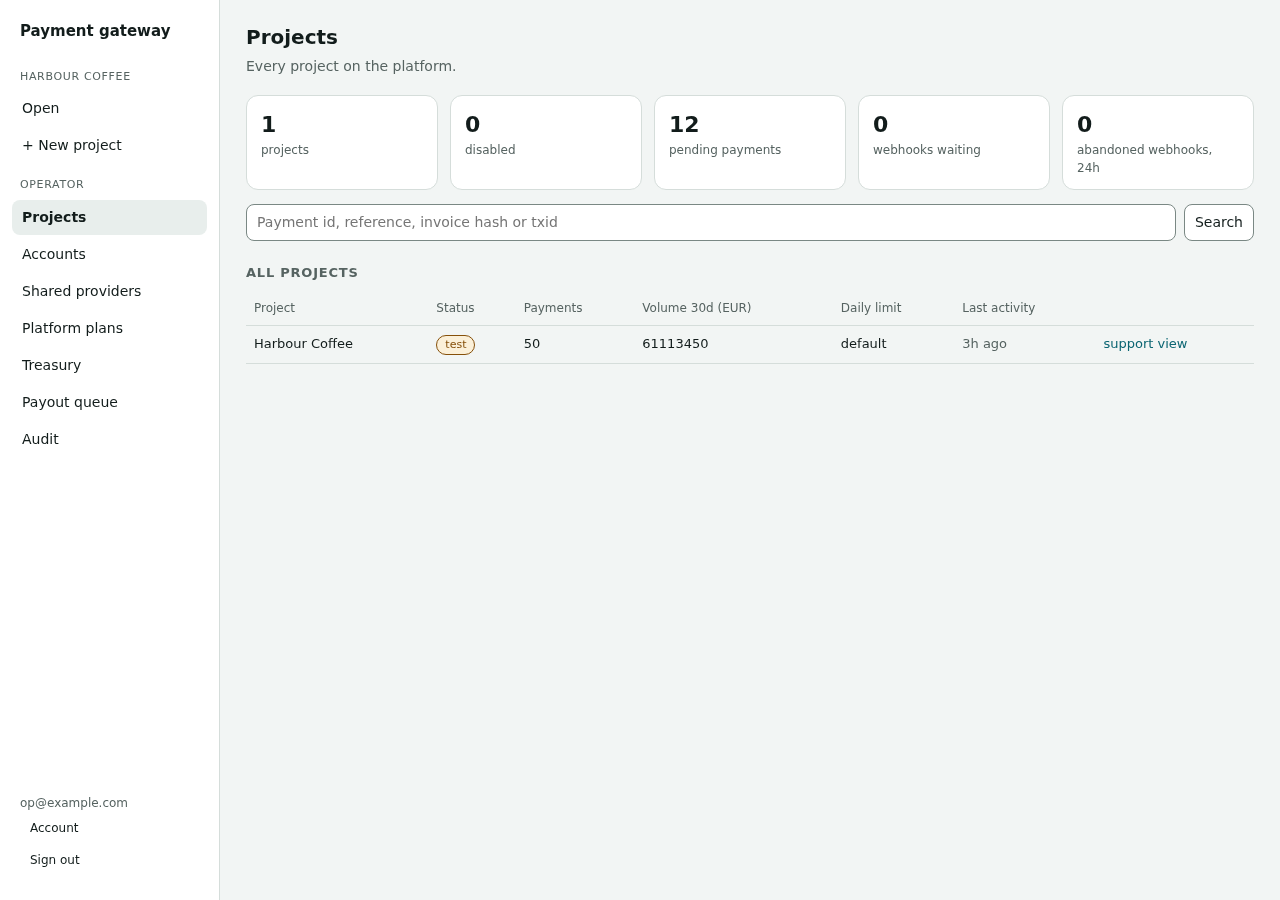 Payment gateway
HARBOUR COFFEE
Open
+ New project
OPERATOR
Projects
Accounts
Shared providers
Platform plans
Treasury
Payout queue
Audit
op@example.com
Account
Sign out
Projects
Every project on the platform.
1
projects
0
disabled
12
pending payments
0
webhooks waiting
0
abandoned webhooks,
24h
Payment id, reference, invoice hash or txid
Search
ALL PROJECTS
Project Status Payments Volume 30d (EUR) Daily limit Last activity
Harbour Coffee test 50 61113450 default 3h ago support view